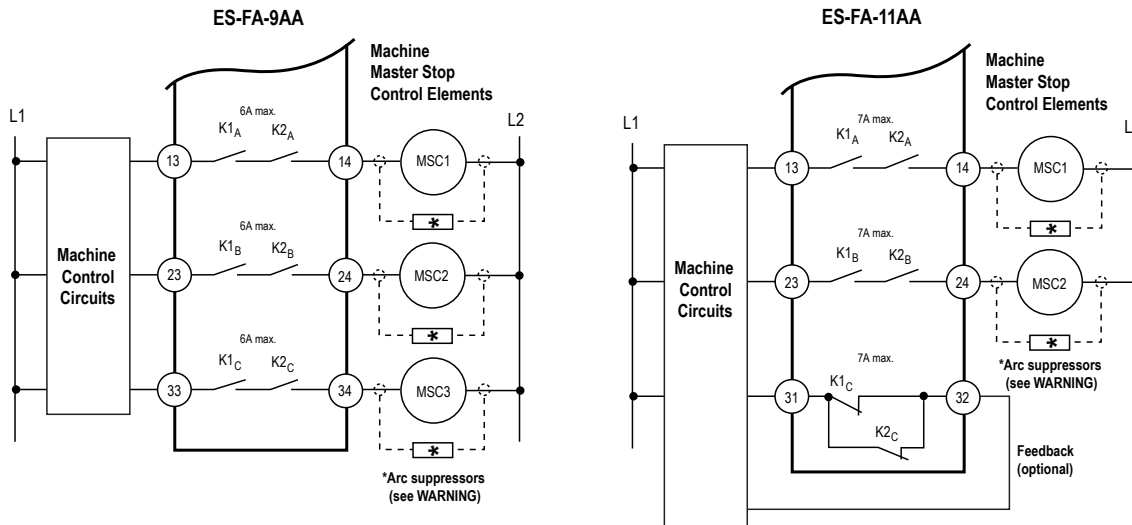 ES-FA-9AA
Machine
Master Stop
Control Elements
L1
L2
6A max.
K1A K2A
13
14
MSC1
*
6A max.
K1B K2B
Machine
Control
Circuits
23
24
MSC2
*
6A max.
K1C K2C
33
34
MSC3
*
*Arc suppressors
(see WARNING)
ES-FA-11AA
Machine
Master Stop
Control Elements
L1
L
7A max.
K1A K2A
13
14
MSC1
*
7A max.
K1B K2B
Machine
Control
Circuits
23
24
MSC2
*
*Arc suppressors
(see WARNING)
7A max.
K1C
31
32
K2C
Feedback
(optional)